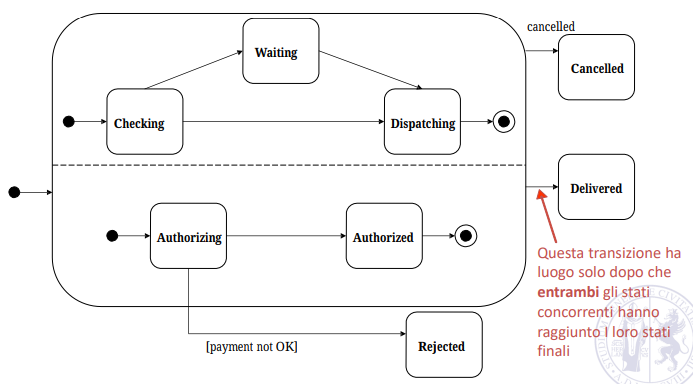 cancelled
Waiting
Cancelled
Checking
Dispatching
Delivered
Authorizing
Authorized
Questa transizione ha
luogo solo dopo che
entrambi gli stati
concorrenti hanno
raggiunto I loro stati
finali
[payment not OK]
Rejected